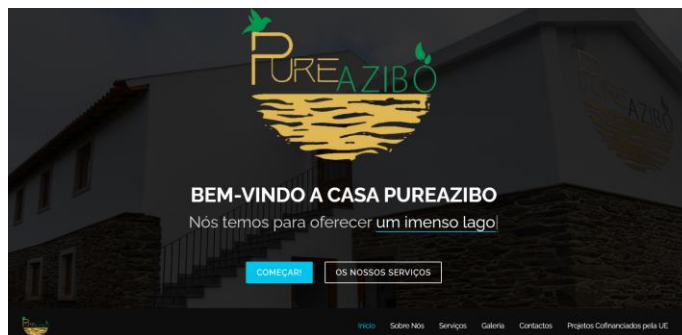 PUREAZIBO
PUREAZIBO
BEM-VINDO A CASA PUREAZIBO
Nós temos para oferecer um imenso lago
COMEÇAR! OS NOSSOS SERVIÇOS
Início Sobre Nós Serviços Galeria Contactos Projetos Cofinanciados pela UE